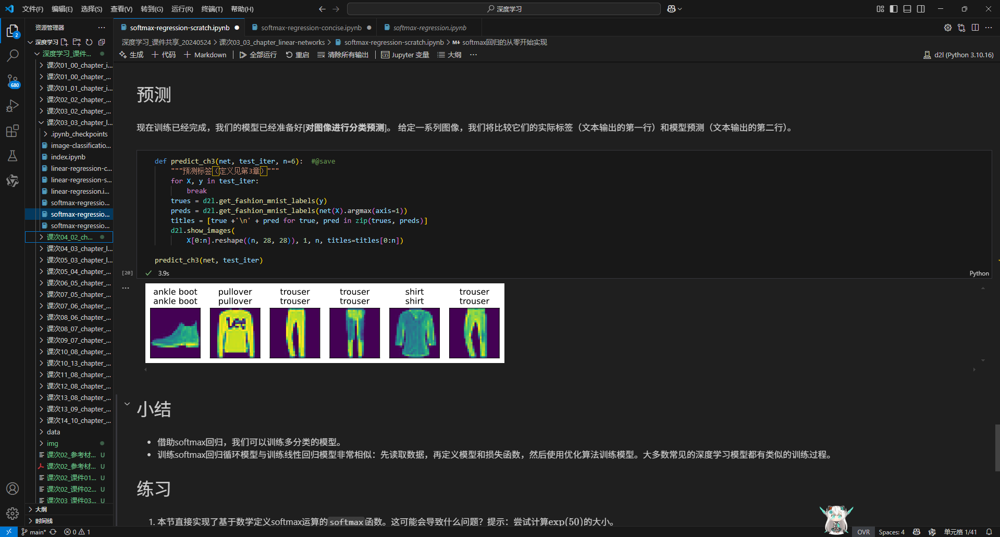 文件(F) 编辑(E) 选择(S) 查看(V) 转到(G) 运行(R) 终端(T) 帮助(H)
深度学习
资源管理器
softmax-regression-scratch.ipynb
softmax-regression-concise.ipynb
softmax-regression.ipynb
深度学习_课件共享_20240524 > 课次03_03_chapter_linear-networks > softmax-regression-scratch.ipynb > M↓ softmax回归的从零开始实现
生成 + 代码 + Markdown 全部运行 重启 清除所有输出 Jupyter 变量 大纲 ...
d2l (Python 3.10.16)
2
680
深度学习
深度学习_课件...
课次01_00_chapter_i...
课次01_00_chapter_...
课次01_01_chapter_i...
课次02_02_chapter_...
课次03_02_chapter_...
课次03_03_chapter_l...
.ipynb_checkpoints
image-classificatio...
index.ipynb
linear-regression-c...
linear-regression-s...
linear-regression.i...
softmax-regressio...
softmax-regressio...
softmax-regressio...
课次04_02_ch...
课次04_03_chapter_l...
课次05_03_chapter_l...
课次05_04_chapter_...
课次06_05_chapter_...
课次07_05_chapter_...
课次07_06_chapter_...
课次08_06_chapter_...
课次08_07_chapter_...
课次09_07_chapter_...
课次10_08_chapter_...
课次10_13_chapter_...
课次11_08_chapter_...
课次12_08_chapter_...
课次13_08_chapter_...
课次13_09_chapter_...
课次14_10_chapter_...
data
img
课次02_参考材... U
课次02_参考材... U
课次02_课件01... U
课次02_课件02... U
课次03_课件03... U
大纲
时间线
预测
现在训练已经完成，我们的模型已经准备好[对图像进行分类预测]。 给定一系列图像，我们将比较它们的实际标签（文本输出的第一行）和模型预测（文本输出的第二行）。
def predict_ch3(net, test_iter, n=6):  #@save
"""预测标签（定义见第3章）"""
for X, y in test_iter:
break
trues = d2l.get_fashion_mnist_labels(y)
preds = d2l.get_fashion_mnist_labels(net(X).argmax(axis=1))
titles = [true +'\n' + pred for true, pred in zip(trues, preds)]
d2l.show_images(
X[0:n].reshape((n, 28, 28)), 1, n, titles=titles[0:n])
predict_ch3(net, test_iter)
[20] 3.9s Python
...
ankle boot pullover trouser trouser shirt trouser
ankle boot pullover trouser trouser shirt trouser
Lee
小结
• 借助softmax回归，我们可以训练多分类的模型。
• 训练softmax回归循环模型与训练线性回归模型非常相似：先读取数据，再定义模型和损失函数，然后使用优化算法训练模型。大多数常见的深度学习模型都有类似的训练过程。
练习
1. 本节直接实现了基于数学定义softmax运算的softmax函数。这可能会导致什么问题？提示：尝试计算exp(50)的大小。
main* 0 1 OVR Spaces: 4 单元格 1/41